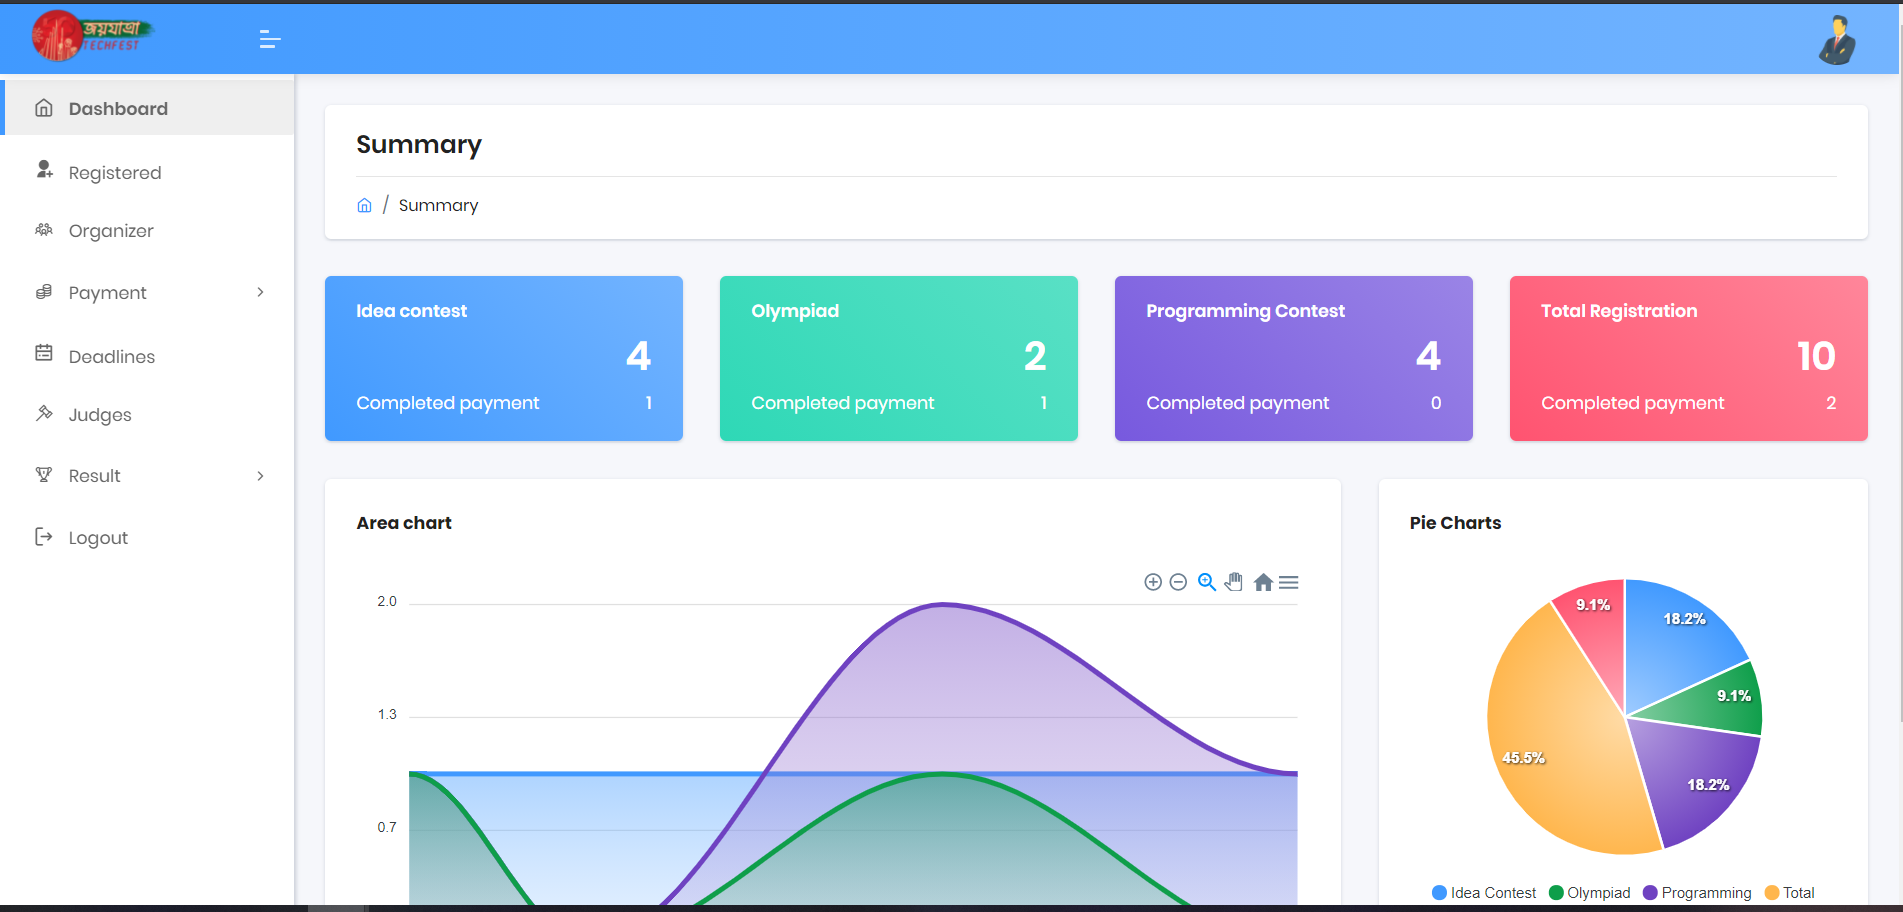 জয়যাত্রা
TECHFEST
Dashboard
Registered
Organizer
Payment
Deadlines
Judges
Result
Logout
Summary
/ Summary
Idea contest
4
Completed payment 1
Olympiad
2
Completed payment 1
Programming Contest
4
Completed payment 0
Total Registration
10
Completed payment 2
Area chart
2.0
1.3
0.7
Pie Charts
9.1%
18.2%
9.1%
45.5%
18.2%
Idea Contest Olympiad Programming Total